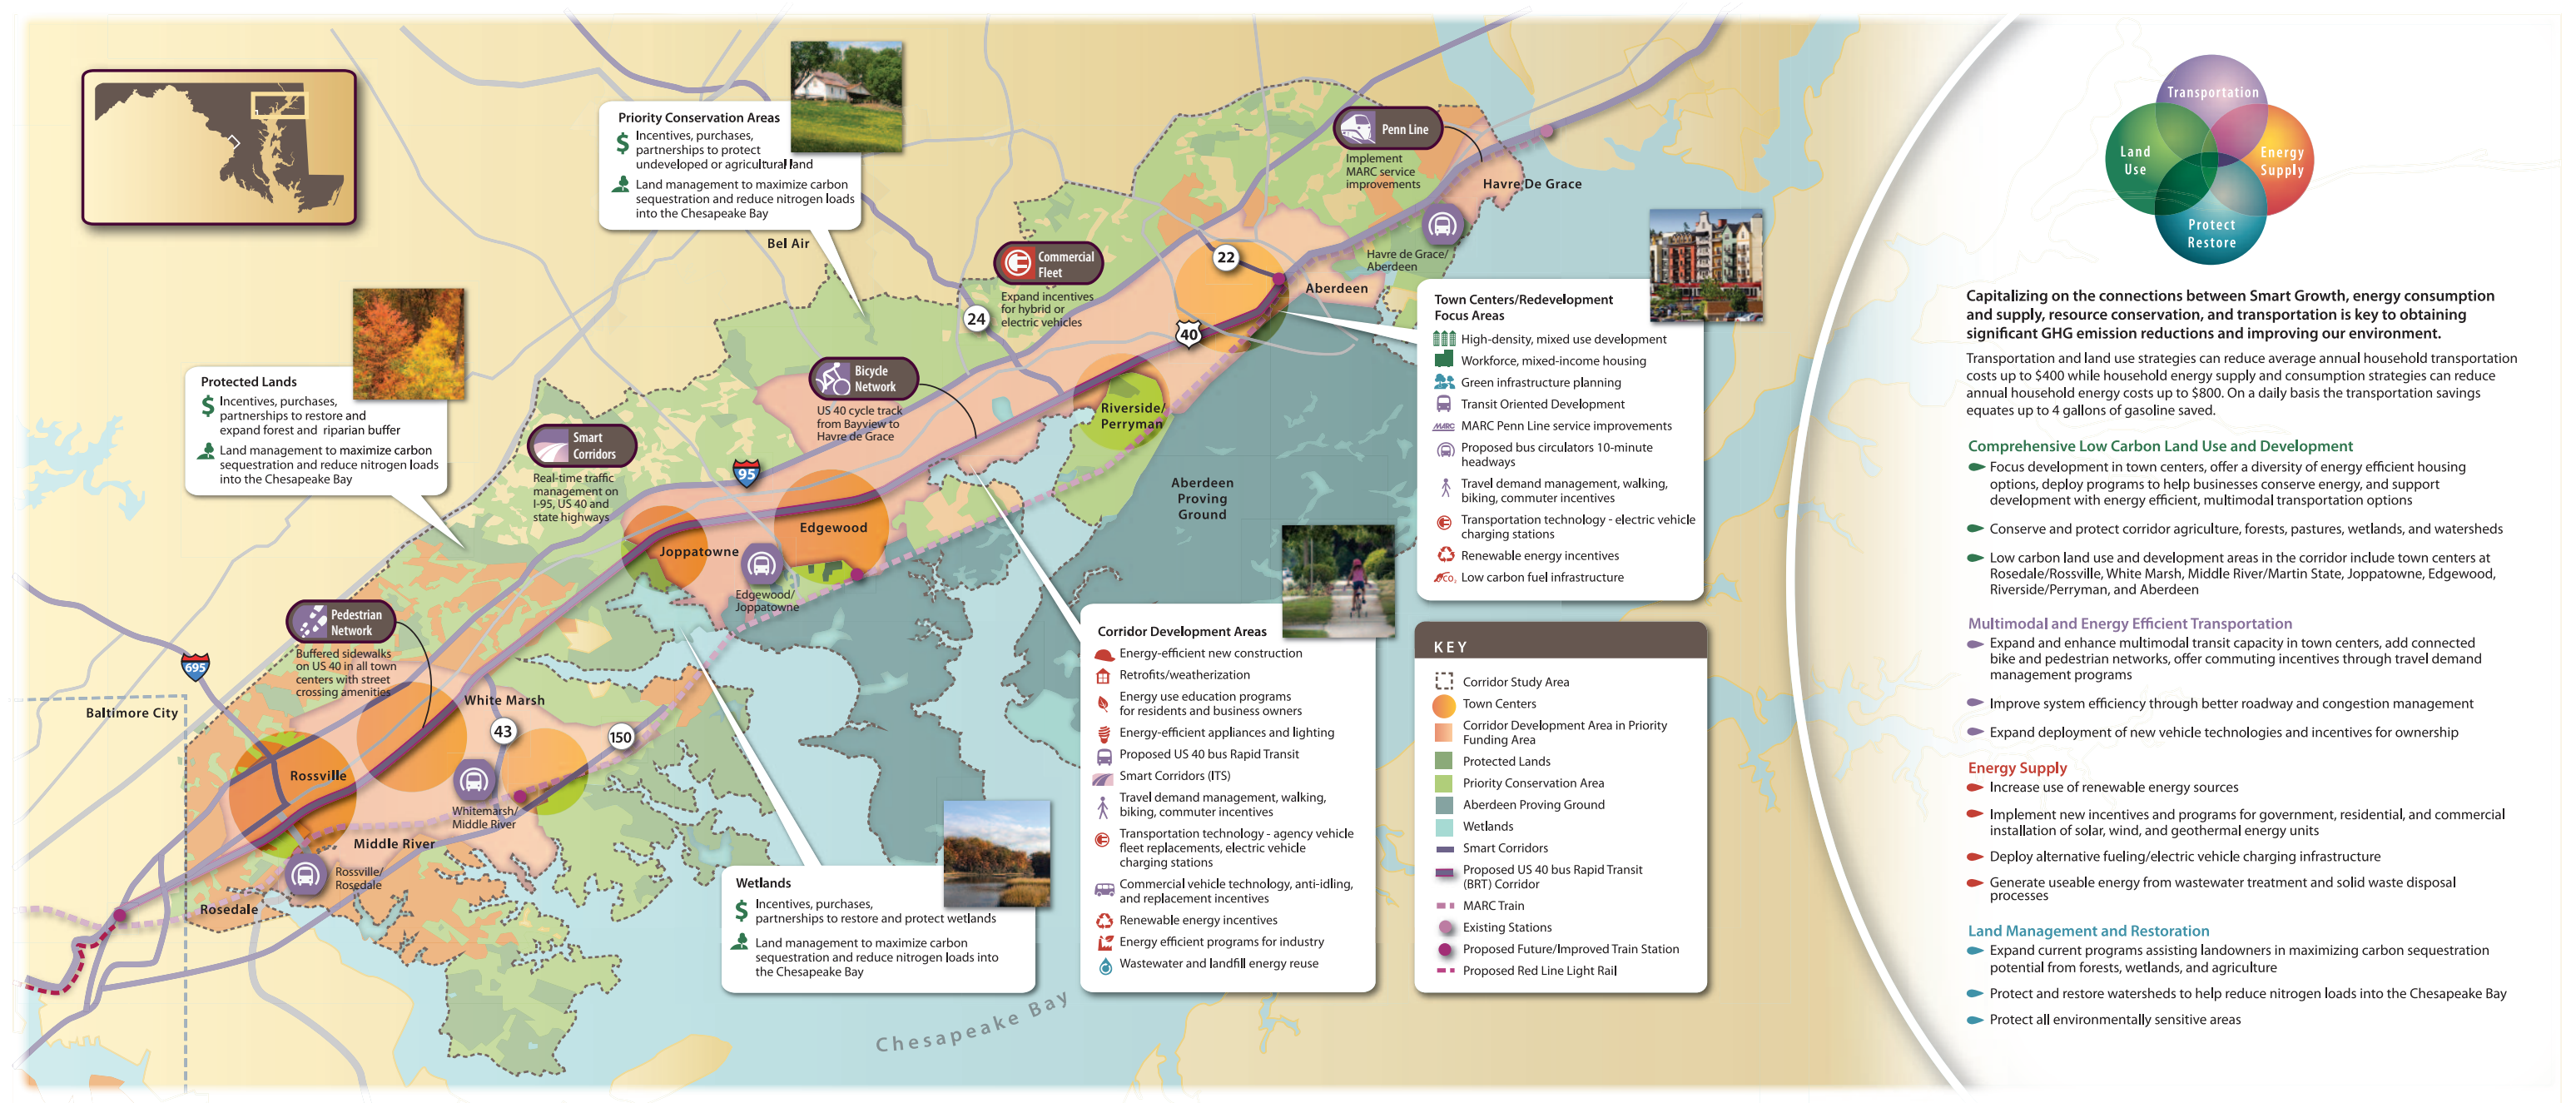 Priority Conservation Areas
Incentives, purchases,
partnerships to protect
undeveloped or agricultural land
Land management to maximize carbon
sequestration and reduce nitrogen loads
into the Chesapeake Bay
Bel Air
Protected Lands
Incentives, purchases,
partnerships to restore and
expand forest and riparian buffer
Land management to maximize carbon
sequestration and reduce nitrogen loads
into the Chesapeake Bay
Smart
Corridors
Real-time traffic
management on
I-95, US 40 and
state highways
Pedestrian
Network
Buffered sidewalks
on US 40 in all town
centers with street
crossing amenities
695
Baltimore City
Commercial
Fleet
Expand incentives
for hybrid or
electric vehicles
24
Bicycle
Network
US 40 cycle track
from Bayview to
Havre de Grace
95
Penn Line
Implement
MARC service
improvements
Havre De Grace
Havre de Grace/
Aberdeen
22
Aberdeen
40
Riverside/
Perryman
Aberdeen
Proving
Ground
Edgewood
Joppatowne
Edgewood/
Joppatowne
White Marsh
43
150
Rossville
Whitemarsh/
Middle River
Middle River
Rossville/
Rosedale
Rosedale
Chesapeake Bay
Wetlands
Incentives, purchases,
partnerships to restore and protect wetlands
Land management to maximize carbon
sequestration and reduce nitrogen loads into
the Chesapeake Bay
Corridor Development Areas
Energy-efficient new construction
Retrofits/weatherization
Energy use education programs
for residents and business owners
Energy-efficient appliances and lighting
Proposed US 40 bus Rapid Transit
Smart Corridors (ITS)
Travel demand management, walking,
biking, commuter incentives
Transportation technology - agency vehicle
fleet replacements, electric vehicle
charging stations
Commercial vehicle technology, anti-idling,
and replacement incentives
Renewable energy incentives
Energy efficient programs for industry
Wastewater and landfill energy reuse
Town Centers/Redevelopment
Focus Areas
High-density, mixed use development
Workforce, mixed-income housing
Green infrastructure planning
Transit Oriented Development
MARC MARC Penn Line service improvements
Proposed bus circulators 10-minute
headways
Travel demand management, walking,
biking, commuter incentives
Transportation technology - electric vehicle
charging stations
Renewable energy incentives
CO₂ Low carbon fuel infrastructure
KEY
Corridor Study Area
Town Centers
Corridor Development Area in Priority
Funding Area
Protected Lands
Priority Conservation Area
Aberdeen Proving Ground
Wetlands
Smart Corridors
Proposed US 40 bus Rapid Transit
(BRT) Corridor
MARC Train
Existing Stations
Proposed Future/Improved Train Station
Proposed Red Line Light Rail
Transportation
Land
Use
Energy
Supply
Protect
Restore
Capitalizing on the connections between Smart Growth, energy consumption
and supply, resource conservation, and transportation is key to obtaining
significant GHG emission reductions and improving our environment.
Transportation and land use strategies can reduce average annual household transportation
costs up to $400 while household energy supply and consumption strategies can reduce
annual household energy costs up to $800. On a daily basis the transportation savings
equates up to 4 gallons of gasoline saved.
Comprehensive Low Carbon Land Use and Development
Focus development in town centers, offer a diversity of energy efficient housing
options, deploy programs to help businesses conserve energy, and support
development with energy efficient, multimodal transportation options
Conserve and protect corridor agriculture, forests, pastures, wetlands, and watersheds
Low carbon land use and development areas in the corridor include town centers at
Rosedale/Rossville, White Marsh, Middle River/Martin State, Joppatowne, Edgewood,
Riverside/Perryman, and Aberdeen
Multimodal and Energy Efficient Transportation
Expand and enhance multimodal transit capacity in town centers, add connected
bike and pedestrian networks, offer commuting incentives through travel demand
management programs
Improve system efficiency through better roadway and congestion management
Expand deployment of new vehicle technologies and incentives for ownership
Energy Supply
Increase use of renewable energy sources
Implement new incentives and programs for government, residential, and commercial
installation of solar, wind, and geothermal energy units
Deploy alternative fueling/electric vehicle charging infrastructure
Generate useable energy from wastewater treatment and solid waste disposal
processes
Land Management and Restoration
Expand current programs assisting landowners in maximizing carbon sequestration
potential from forests, wetlands, and agriculture
Protect and restore watersheds to help reduce nitrogen loads into the Chesapeake Bay
Protect all environmentally sensitive areas